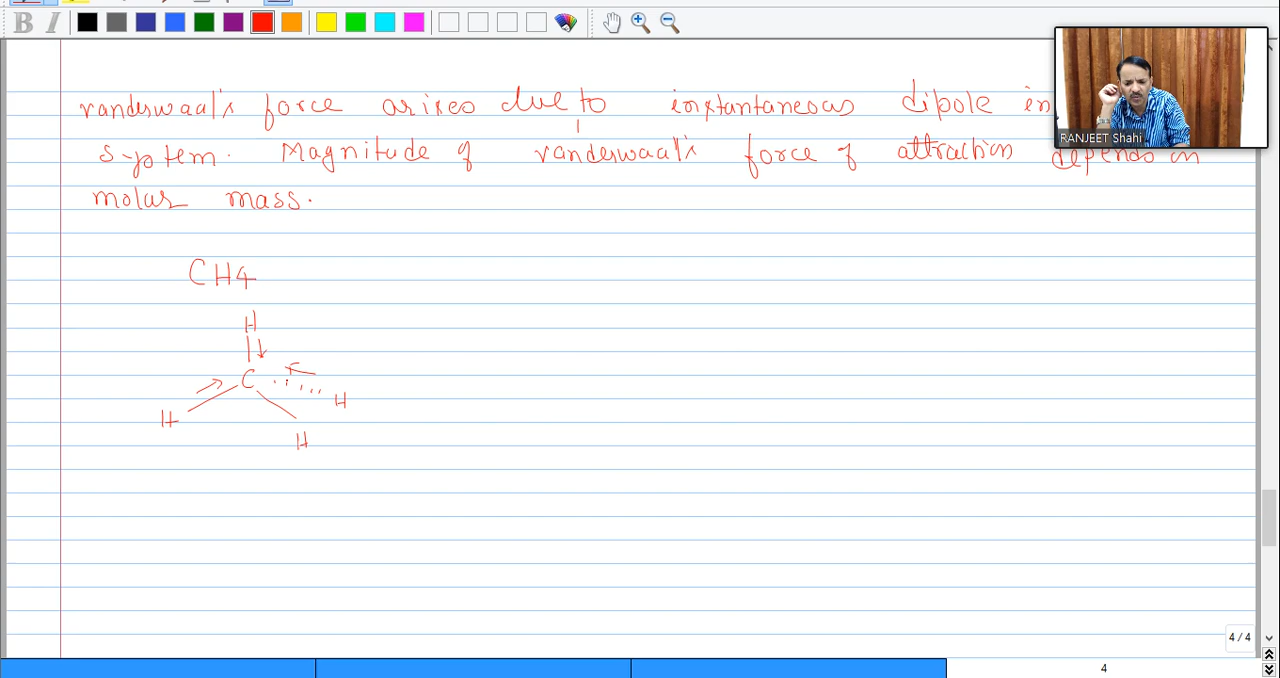 B I
vanderwaal's force arises due to instantaneous dipole in
system. Magnitude of vanderwaal's force of attraction depends on
molar mass.
RANJEET Shahi
CH4
H
C
H
H
H
4 / 4
4